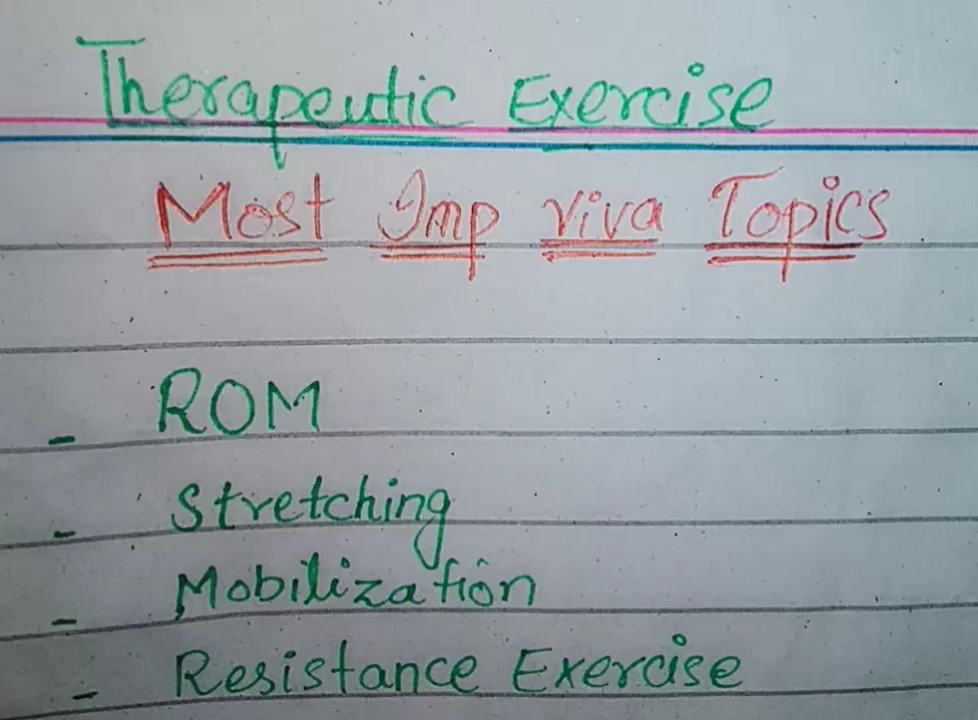 Therapeutic Exercise
Most Imp viva Topics
- ROM
- Stretching
- Mobilization
- Resistance Exercise